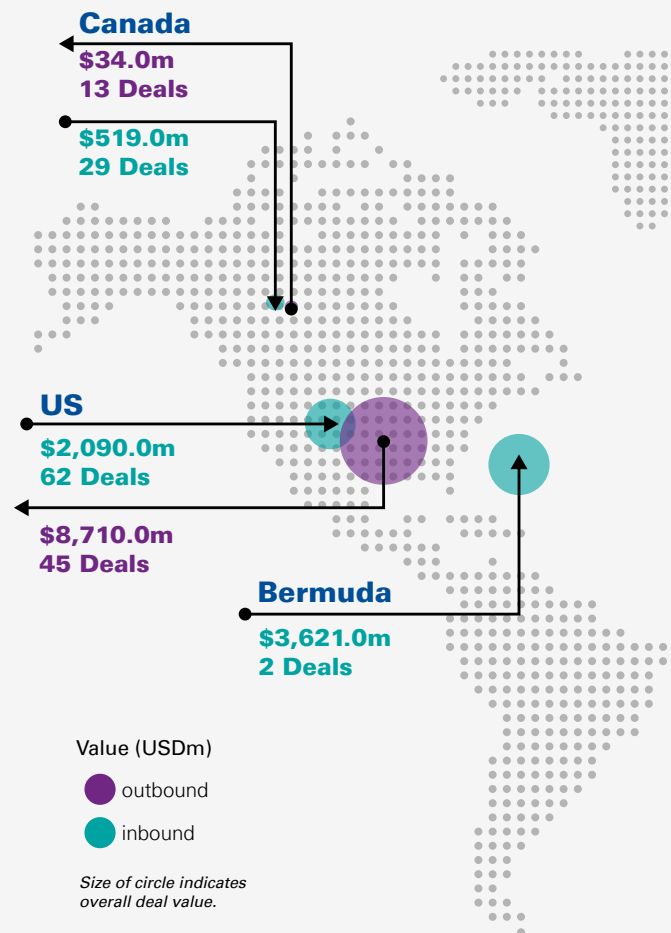 Canada
$34.0m
13 Deals
$519.0m
29 Deals
US
$2,090.0m
62 Deals
$8,710.0m
45 Deals
Bermuda
$3,621.0m
2 Deals
Value (USDm)
outbound
inbound
Size of circle indicates
overall deal value.